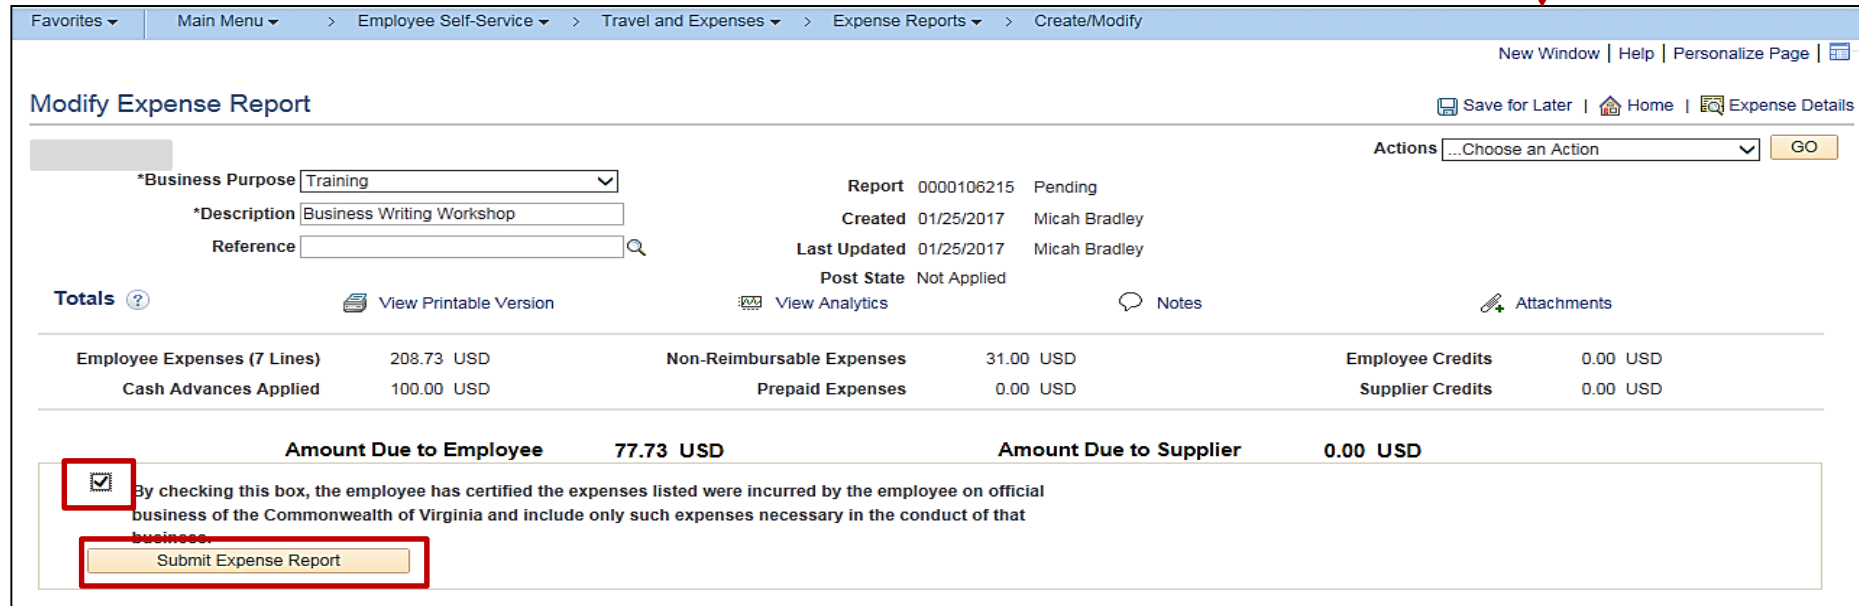 Favorites Main Menu > Employee Self-Service > Travel and Expenses > Expense Reports > Create/Modify
New Window | Help | Personalize Page |
Modify Expense Report
Save for Later | Home | Expense Details
Actions ...Choose an Action GO
*Business Purpose Training
Report 0000106215 Pending
*Description Business Writing Workshop
Created 01/25/2017 Micah Bradley
Reference
Last Updated 01/25/2017 Micah Bradley
Post State Not Applied
Totals ? View Printable Version View Analytics Notes Attachments
Employee Expenses (7 Lines) 208.73 USD Non-Reimbursable Expenses 31.00 USD Employee Credits 0.00 USD
Cash Advances Applied 100.00 USD Prepaid Expenses 0.00 USD Supplier Credits 0.00 USD
Amount Due to Employee 77.73 USD Amount Due to Supplier 0.00 USD
By checking this box, the employee has certified the expenses listed were incurred by the employee on official
business of the Commonwealth of Virginia and include only such expenses necessary in the conduct of that
business.
Submit Expense Report